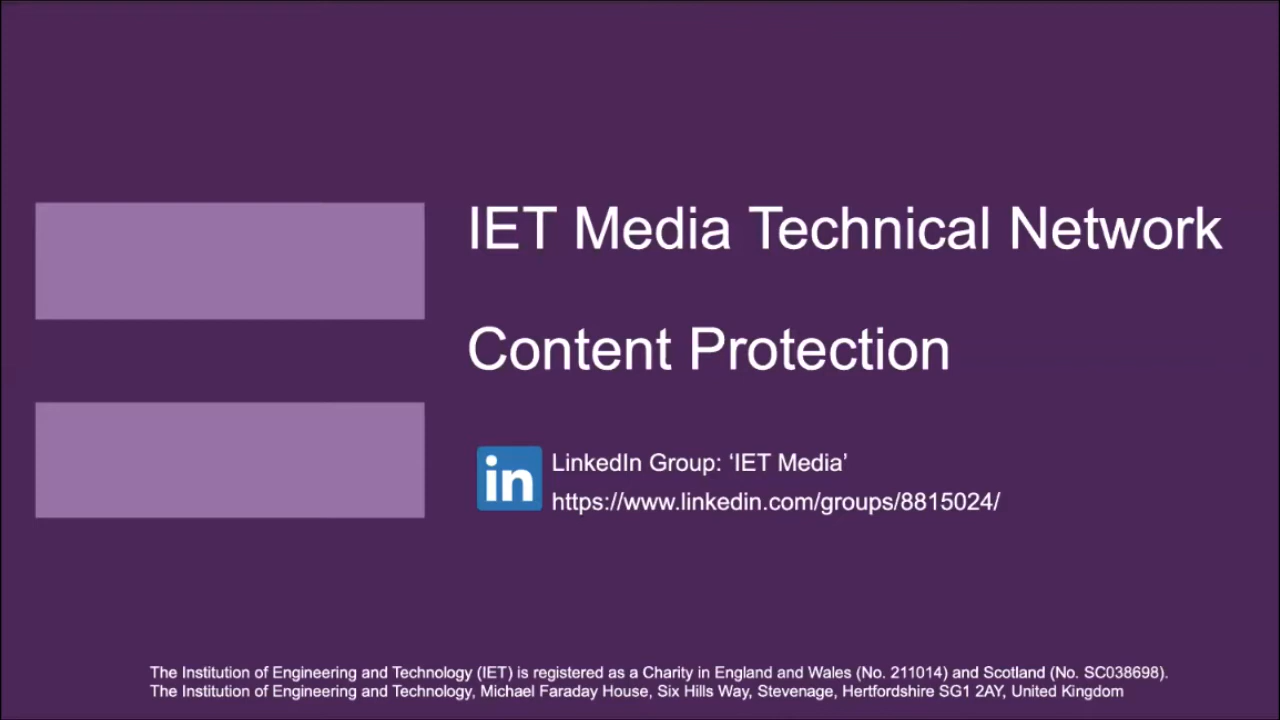 IET Media Technical Network
Content Protection
in
LinkedIn Group: ‘IET Media’
https://www.linkedin.com/groups/8815024/
The Institution of Engineering and Technology (IET) is registered as a Charity in England and Wales (No. 211014) and Scotland (No. SC038698).
The Institution of Engineering and Technology, Michael Faraday House, Six Hills Way, Stevenage, Hertfordshire SG1 2AY, United Kingdom